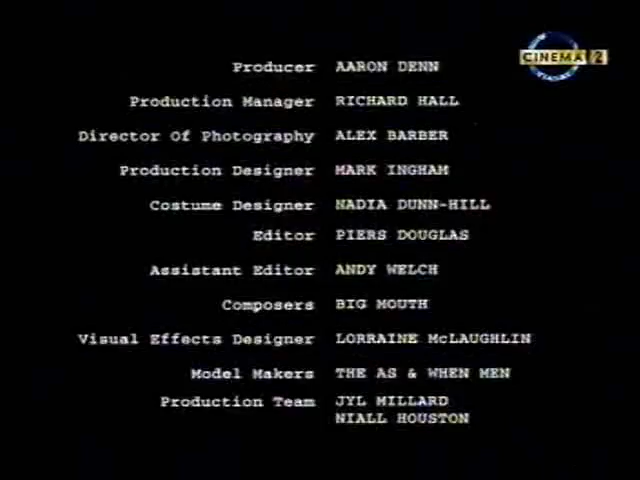 CINEMA 2
Producer AARON DENN
Production Manager RICHARD HALL
Director Of Photography ALEX BARBER
Production Designer MARK INGHAM
Costume Designer NADIA DUNN-HILL
Editor PIERS DOUGLAS
Assistant Editor ANDY WELCH
Composers BIG MOUTH
Visual Effects Designer LORRAINE McLAUGHLIN
Model Makers THE AS & WHEN MEN
Production Team JYL MILLARD
NIALL HOUSTON